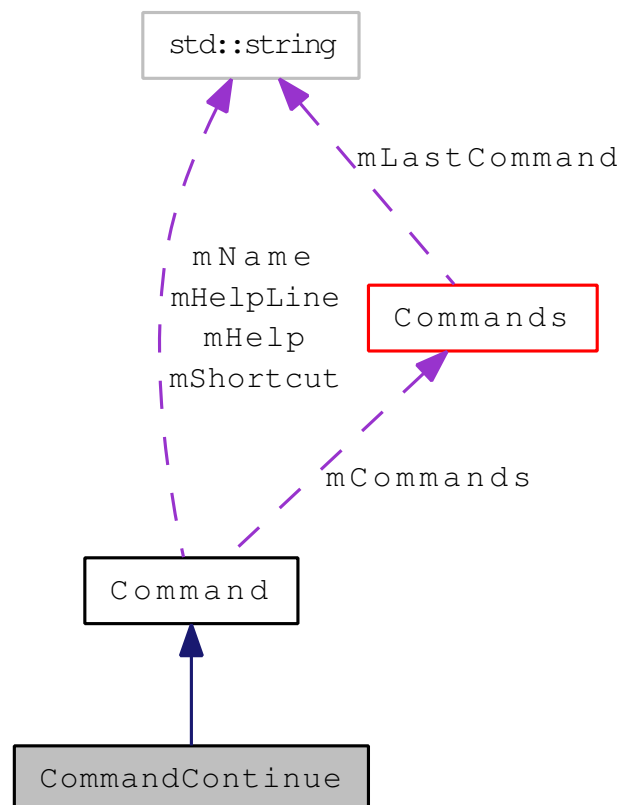 std::string
mLastCommand
mName
mHelpLine
mHelp
mShortcut
Commands
mCommands
Command
CommandContinue